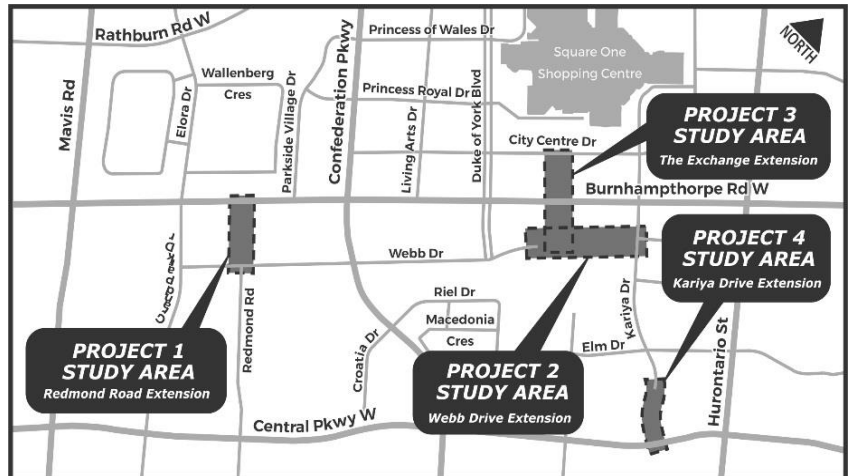 Rathburn Rd W
Princess of Wales Dr
Square One
Shopping Centre
NORTH
Wallenberg
Cres
Princess Royal Dr
Mavis Rd
Elora Dr
Parkside Village Dr
Confederation Pkwy
Living Arts Dr
Duke of York Blvd
City Centre Dr
PROJECT 3
STUDY AREA
The Exchange Extension
Burnhampthorpe Rd W
Webb Dr
PROJECT 4
STUDY AREA
Kariya Drive Extension
Redmond Rd
Riel Dr
Macedonia
Cres
Croatia Dr
Kariya Dr
Elm Dr
Hurontario St
PROJECT 1
STUDY AREA
Redmond Road Extension
PROJECT 2
STUDY AREA
Webb Drive Extension
Central Pkwy W